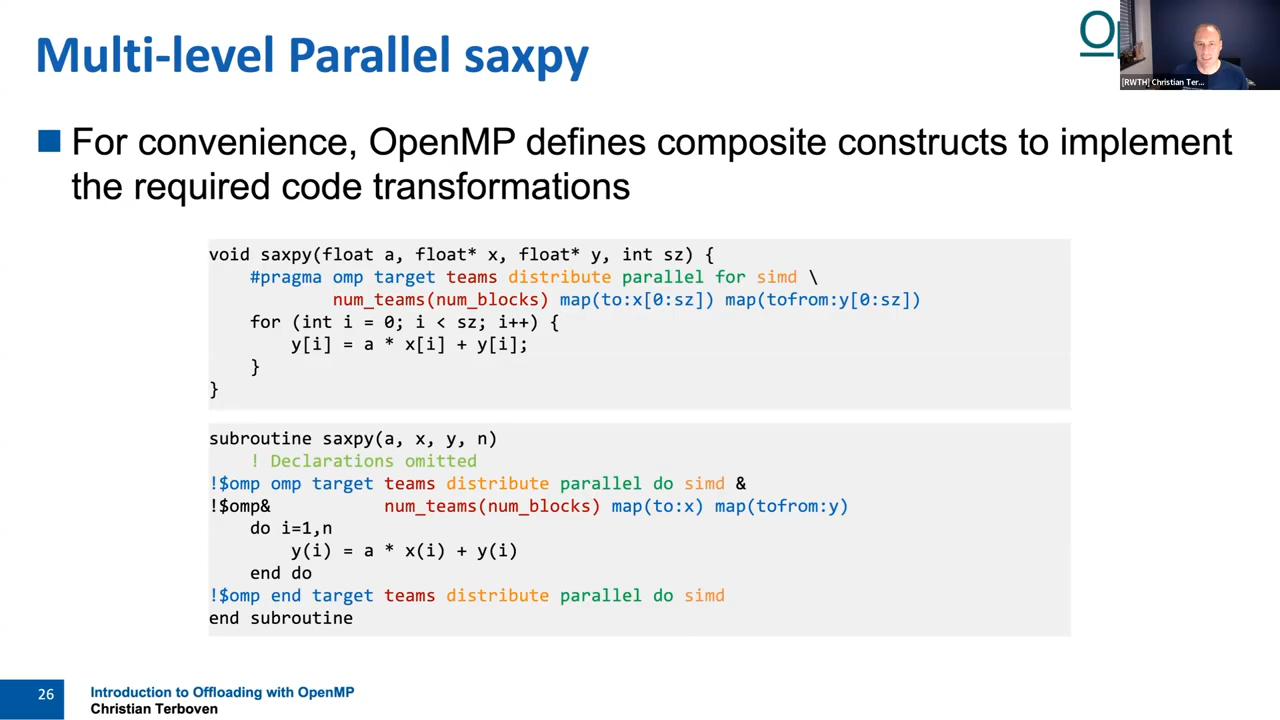 Multi-level Parallel saxpy
[RWTH] Christian Ter...
For convenience, OpenMP defines composite constructs to implement
the required code transformations
void saxpy(float a, float* x, float* y, int sz) {
#pragma omp target teams distribute parallel for simd \
num_teams(num_blocks) map(to:x[0:sz]) map(tofrom:y[0:sz])
for (int i = 0; i < sz; i++) {
y[i] = a * x[i] + y[i];
}
}
subroutine saxpy(a, x, y, n)
! Declarations omitted
!$omp omp target teams distribute parallel do simd &
!$omp& num_teams(num_blocks) map(to:x) map(tofrom:y)
do i=1,n
y(i) = a * x(i) + y(i)
end do
!$omp end target teams distribute parallel do simd
end subroutine
26
Introduction to Offloading with OpenMP
Christian Terboven